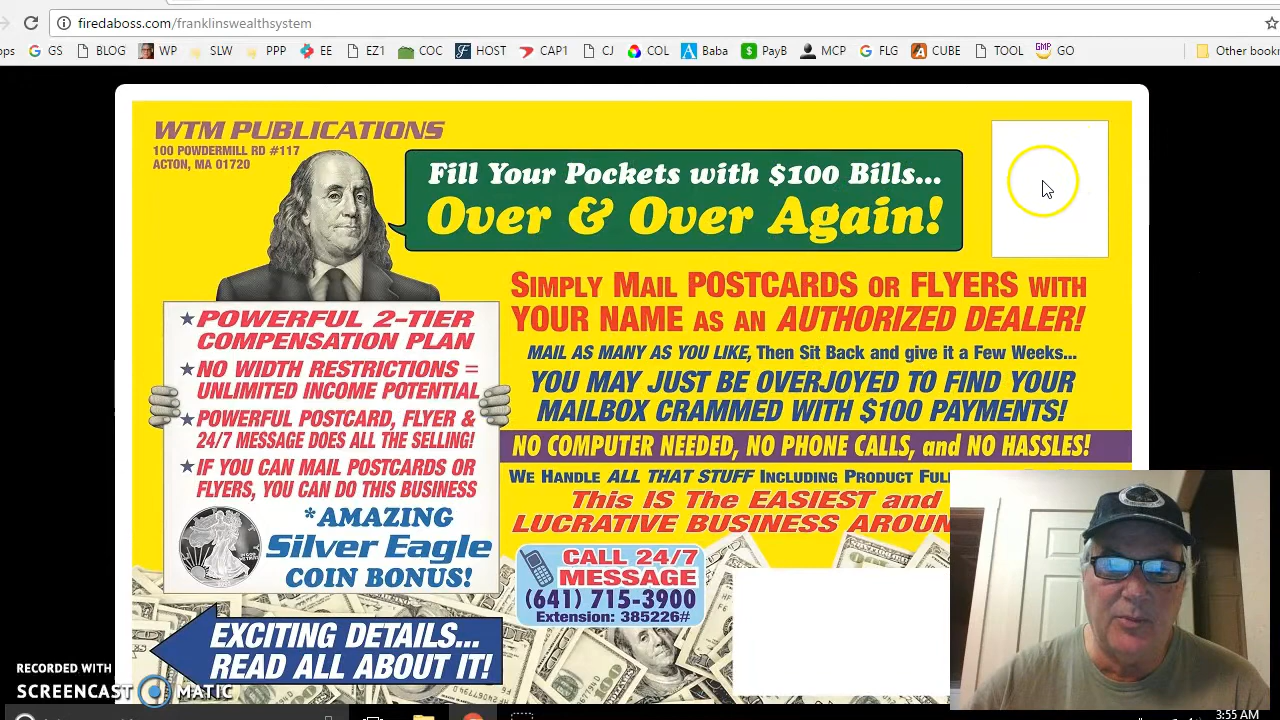 firedaboss.com/franklinswealthsystem
GS BLOG WP SLW PPP EE EZ1 COC HOST CAP1 CJ COL Baba PayB MCP FLG CUBE TOOL GO Other book
WTM PUBLICATIONS
100 POWDERMILL RD #117
ACTON, MA 01720
Fill Your Pockets with $100 Bills...
Over & Over Again!
SIMPLY MAIL POSTCARDS OR FLYERS WITH
YOUR NAME AS AN AUTHORIZED DEALER!
MAIL AS MANY AS YOU LIKE, Then Sit Back and give it a Few Weeks...
YOU MAY JUST BE OVERJOYED TO FIND YOUR
MAILBOX CRAMMED WITH $100 PAYMENTS!
NO COMPUTER NEEDED, NO PHONE CALLS, and NO HASSLES!
WE HANDLE ALL THAT STUFF INCLUDING PRODUCT
This IS The EASIEST and
LUCRATIVE BUSINESS
POWERFUL 2-TIER
COMPENSATION PLAN
NO WIDTH RESTRICTIONS =
UNLIMITED INCOME POTENTIAL
POWERFUL POSTCARD, FLYER &
24/7 MESSAGE DOES ALL THE SELLING!
IF YOU CAN MAIL POSTCARDS OR
FLYERS, YOU CAN DO THIS BUSINESS
*AMAZING
Silver Eagle
COIN BONUS!
CALL 24/7
MESSAGE
(641) 715-3900
Extension: 385226#
EXCITING DETAILS...
READ ALL ABOUT IT!
RECORDED WITH
SCREENCAST MATIC
3:55 AM